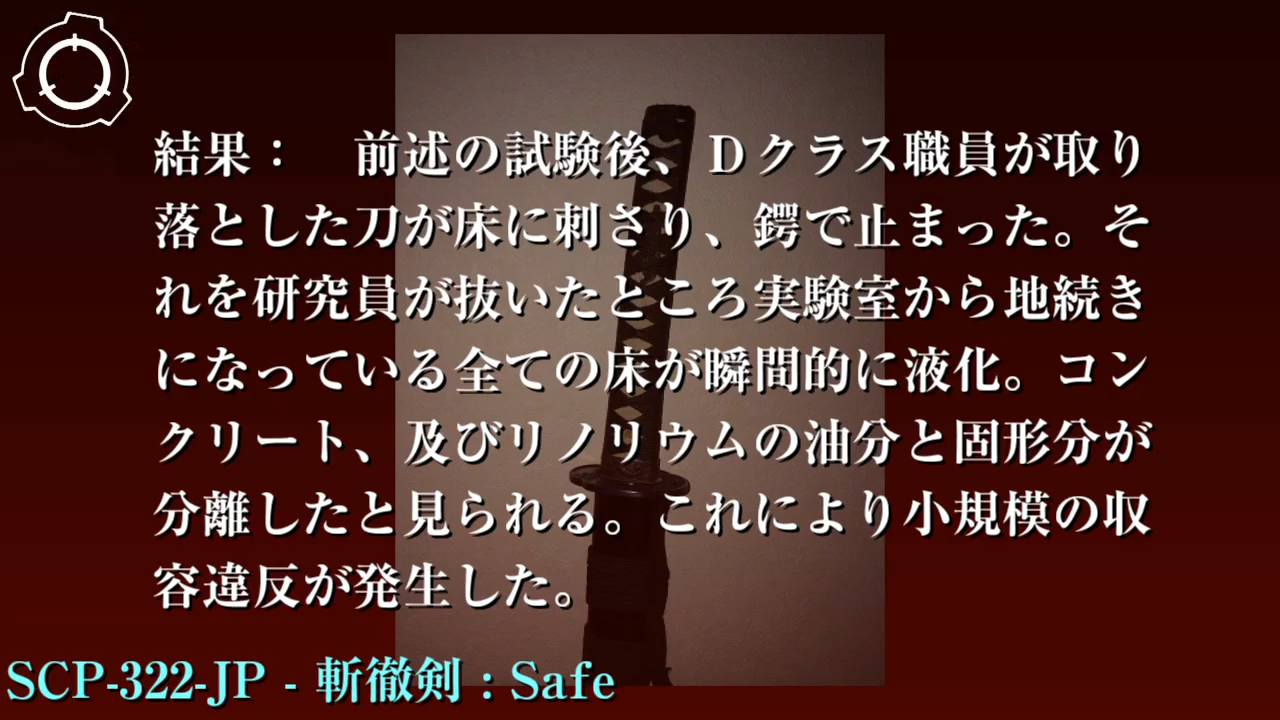 結果：　前述の試験後、Ｄクラス職員が取り
落とした刀が床に刺さり、鍔で止まった。そ
れを研究員が抜いたところ実験室から地続き
になっている全ての床が瞬間的に液化。コン
クリート、及びリノリウムの油分と固形分が
分離したと見られる。これにより小規模の収
容違反が発生した。
SCP-322-JP - 斬徹剣：Safe